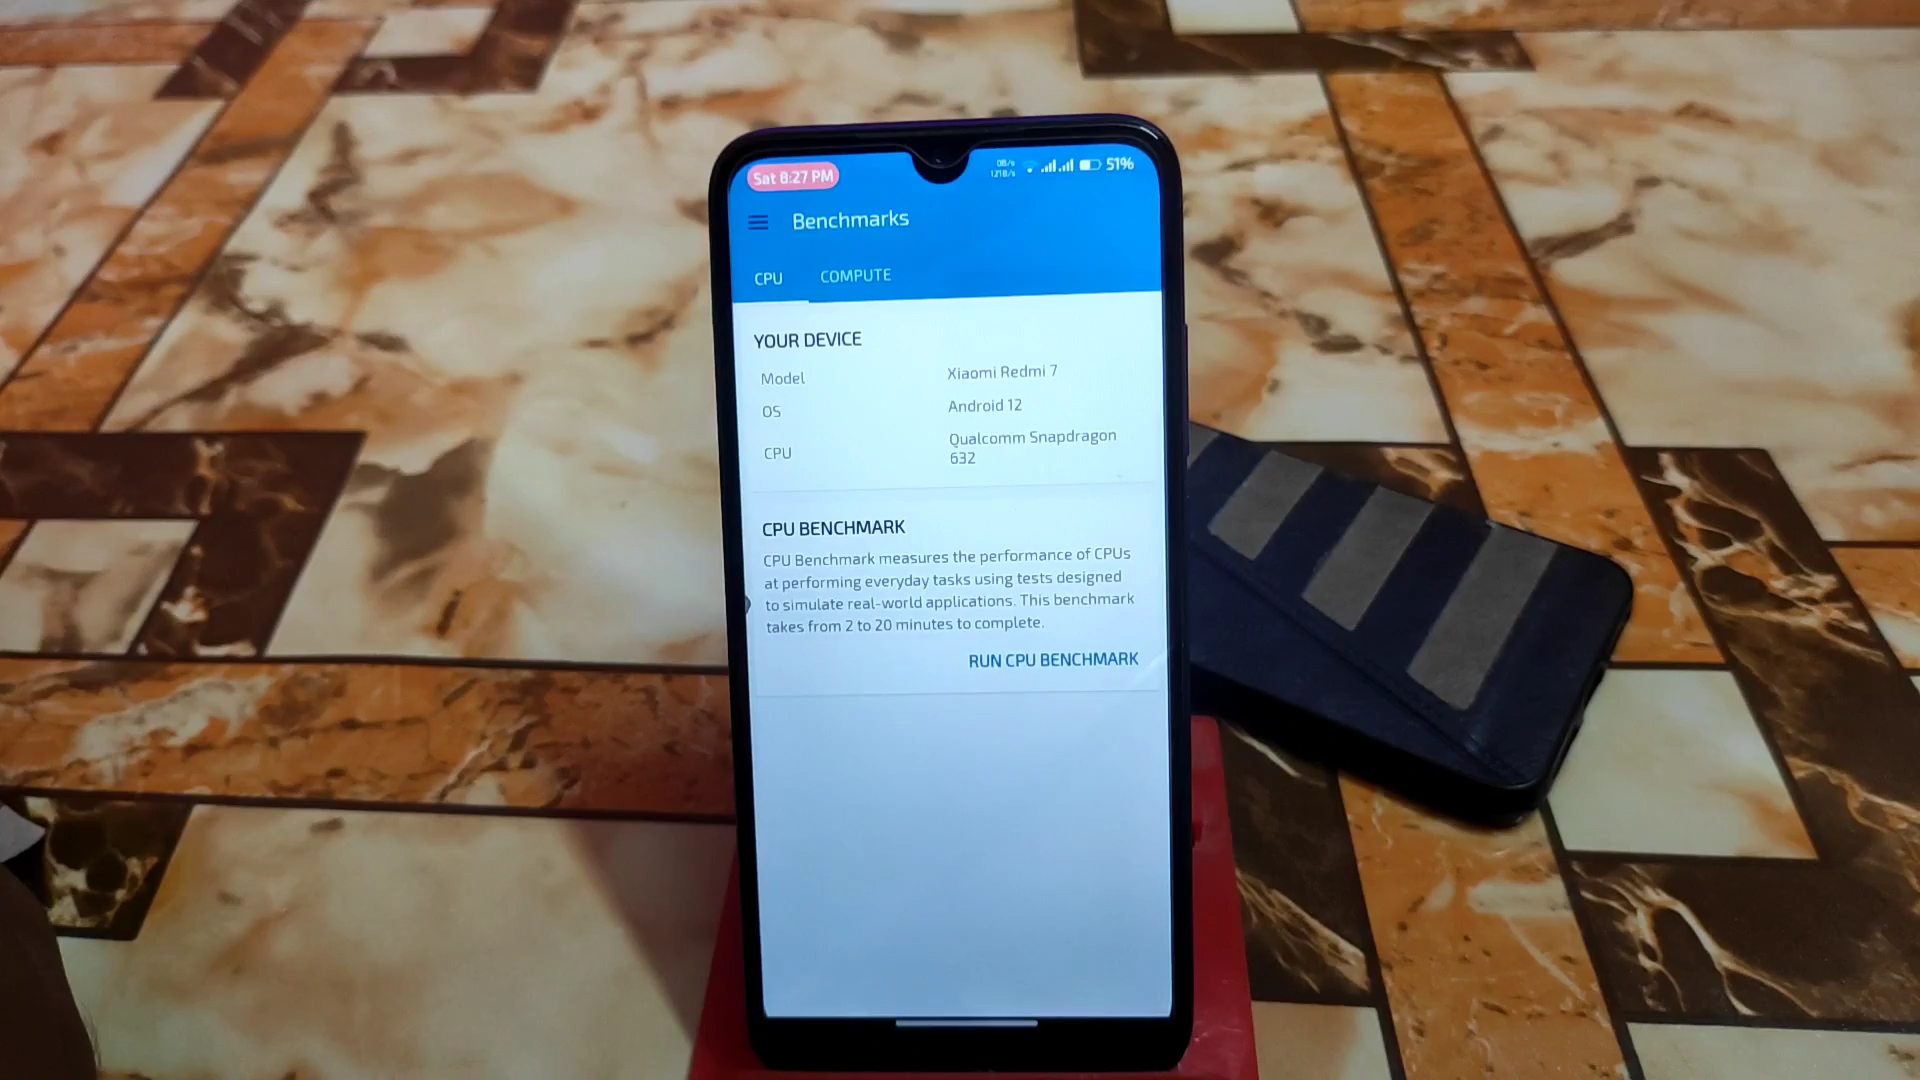 Sat 8:27 PM
0B/s
121B/s
51%
Benchmarks
CPU COMPUTE
YOUR DEVICE
Model Xiaomi Redmi 7
OS Android 12
CPU Qualcomm Snapdragon
632
CPU BENCHMARK
CPU Benchmark measures the performance of CPUs
at performing everyday tasks using tests designed
to simulate real-world applications. This benchmark
takes from 2 to 20 minutes to complete.
RUN CPU BENCHMARK